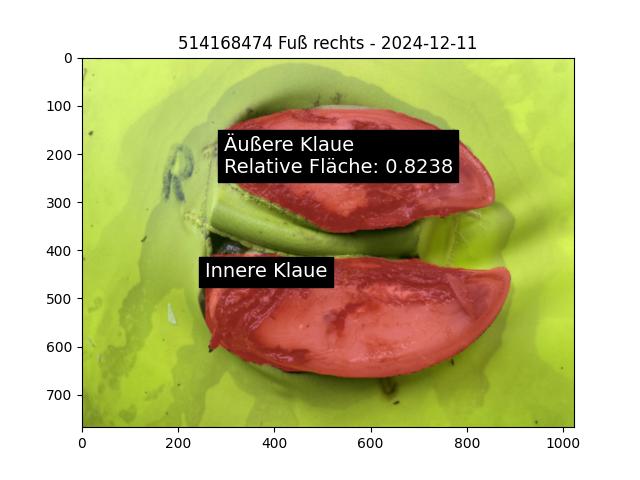 514168474 Fuß rechts - 2024-12-11
0
100
200
300
400
500
600
700
R
Äußere Klaue
Relative Fläche: 0.8238
Innere Klaue
0
200
400
600
800
1000